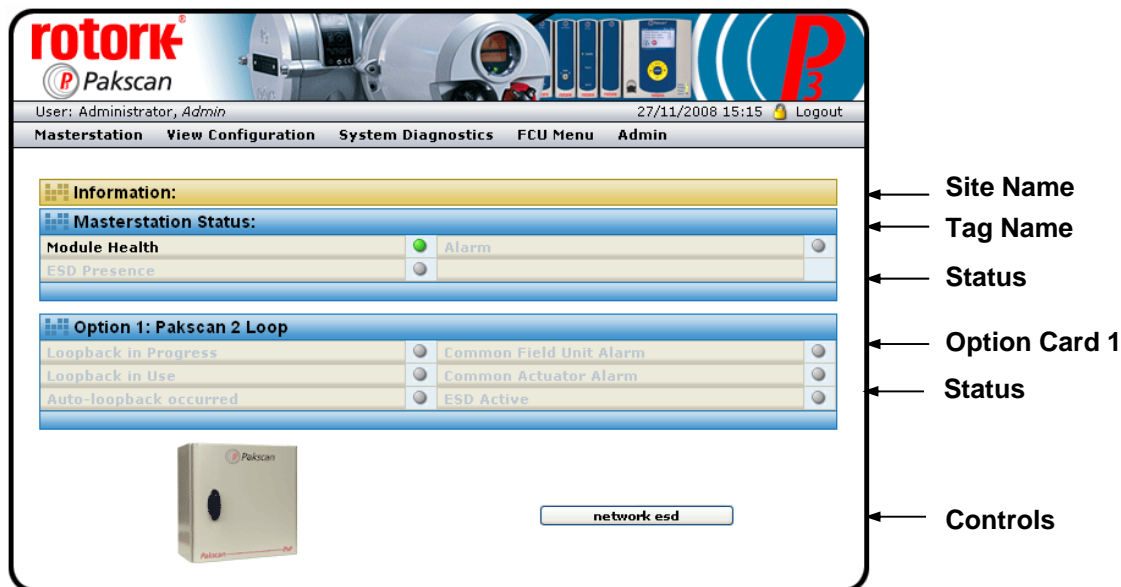 rotork
Pakscan
P3
User: Administrator, Admin 27/11/2008 15:15 Logout
Masterstation View Configuration System Diagnostics FCU Menu Admin
Information:
Site Name
Masterstation Status:
Tag Name
Module Health Alarm
ESD Presence
Status
Option 1: Pakscan 2 Loop
Option Card 1
Loopback in Progress Common Field Unit Alarm
Loopback in Use Common Actuator Alarm
Auto-loopback occurred ESD Active
Status
Pakscan
Pakscan
network esd
Controls